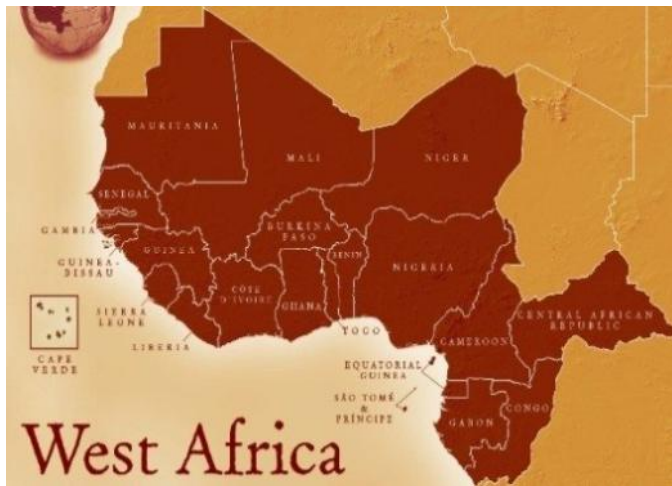 MAURITANIA
MALI
NIGER
SENEGAL
GAMBIA
GUINEA-
BISSAU
GUINEA
BURKINA
FASO
BENIN
NIGERIA
SIERRA
LEONE
CÔTE
D'IVOIRE
GHANA
LIBERIA
TOGO
CAPE
VERDE
CENTRAL AFRICAN
REPUBLIC
CAMEROON
EQUATORIAL
GUINEA
SÃO TOMÉ
&
PRÍNCIPE
GABON
CONGO
West Africa